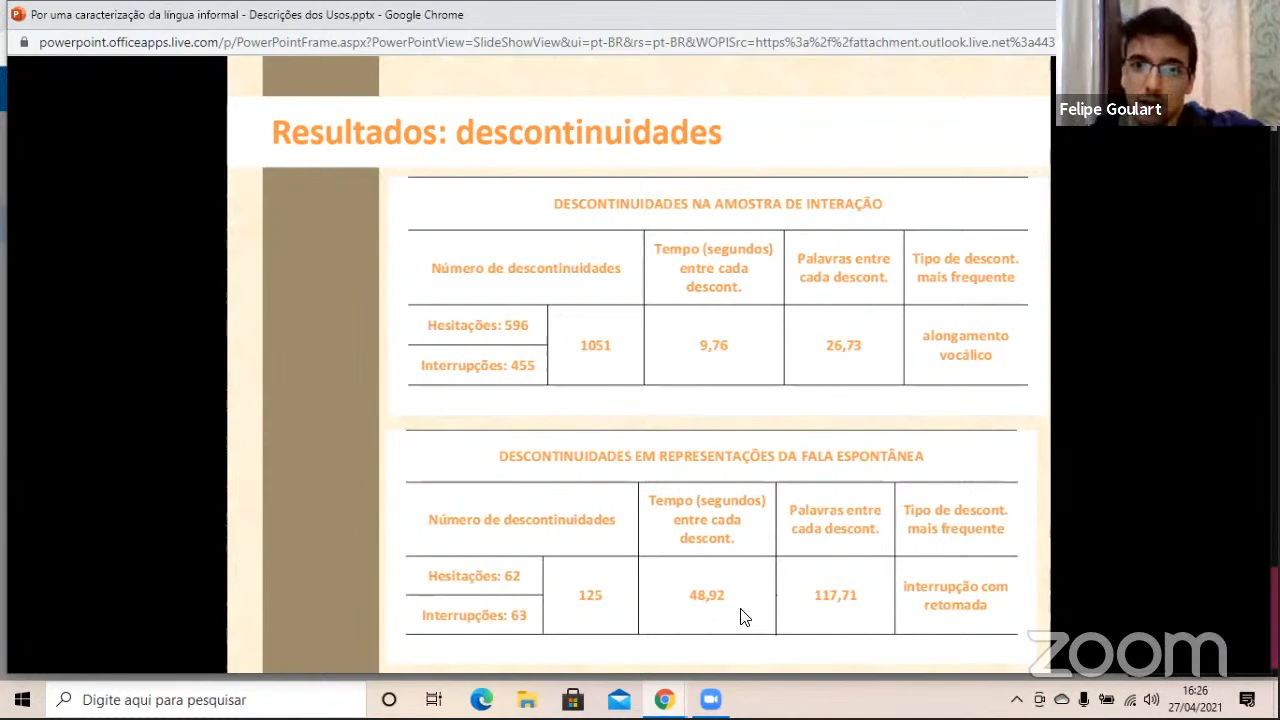 Por uma caracterização da língua informal - Descrições dos Usos.pptx - Google Chrome
powerpoint.officeapps.live.com/p/PowerPointFrame.aspx?PowerPointView=SlideShowView&ui=pt-BR&rs=pt-BR&WOPISrc=https%3a%2f%2fattachment.outlook.live.net%3a443
Felipe Goulart
Resultados: descontinuidades
DESCONTINUIDADES NA AMOSTRA DE INTERAÇÃO
Número de descontinuidades
Tempo (segundos)
entre cada
descont.
Palavras entre
cada descont.
Tipo de descont.
mais frequente
Hesitações: 596
Interrupções: 455
1051
9,76
26,73
alongamento
vocálico
DESCONTINUIDADES EM REPRESENTAÇÕES DA FALA ESPONTÂNEA
Número de descontinuidades
Tempo (segundos)
entre cada
descont.
Palavras entre
cada descont.
Tipo de descont.
mais frequente
Hesitações: 62
Interrupções: 63
125
48,92
117,71
interrupção com
retomada
zoom
Digite aqui para pesquisar
16:26
27/04/2021